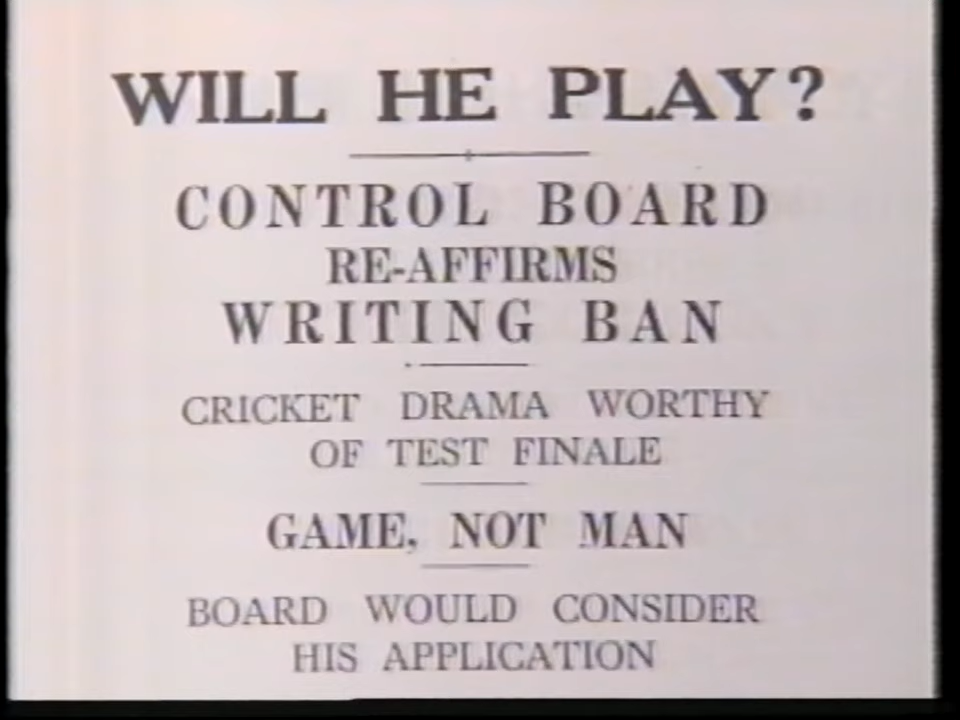 WILL HE PLAY?
CONTROL BOARD
RE-AFFIRMS
WRITING BAN
CRICKET DRAMA WORTHY
OF TEST FINALE
GAME, NOT MAN
BOARD WOULD CONSIDER
HIS APPLICATION